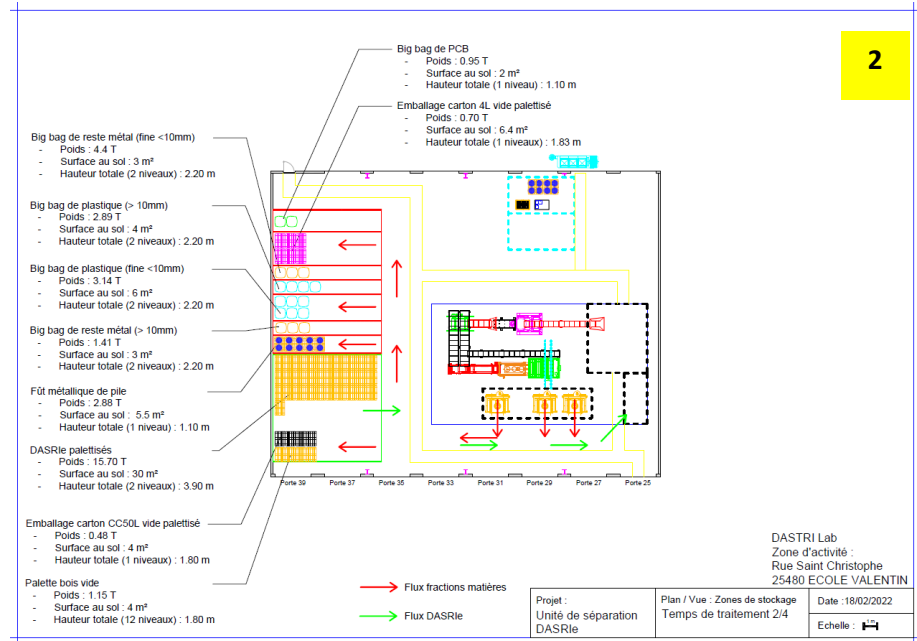 2
Big bag de PCB
- Poids : 0.95 T
- Surface au sol : 2 m²
- Hauteur totale (1 niveau) : 1.10 m
Emballage carton 4L vide palettisé
- Poids : 0.70 T
- Surface au sol : 6.4 m²
- Hauteur totale (1 niveau) : 1.83 m
Big bag de reste métal (fine <10mm)
- Poids : 4.4 T
- Surface au sol : 3 m²
- Hauteur totale (2 niveaux) : 2.20 m
Big bag de plastique (> 10mm)
- Poids : 2.89 T
- Surface au sol : 4 m²
- Hauteur totale (2 niveaux) : 2.20 m
Big bag de plastique (fine <10mm)
- Poids : 3.14 T
- Surface au sol : 6 m²
- Hauteur totale (2 niveaux) : 2.20 m
Big bag de reste métal (> 10mm)
- Poids : 1.41 T
- Surface au sol : 3 m²
- Hauteur totale (2 niveaux) : 2.20 m
Fût métallique de pile
- Poids : 2.88 T
- Surface au sol : 5.5 m²
- Hauteur totale (1 niveau) : 1.10 m
DASRIe palettisés
- Poids : 15.70 T
- Surface au sol : 30 m²
- Hauteur totale (2 niveaux) : 3.90 m
Emballage carton CC50L vide palettisé
- Poids : 0.48 T
- Surface au sol : 4 m²
- Hauteur totale (1 niveaux) : 1.80 m
Palette bois vide
- Poids : 1.15 T
- Surface au sol : 4 m²
- Hauteur totale (12 niveaux) : 1.80 m
Porte 39 Porte 37 Porte 35 Porte 33 Porte 31 Porte 29 Porte 27 Porte 25
Flux fractions matières
Flux DASRIe
DASTRI Lab
Zone d'activité :
Rue Saint Christophe
25480 ECOLE VALENTIN
Projet :
Unité de séparation
DASRIe
Plan / Vue : Zones de stockage
Temps de traitement 2/4
Date :18/02/2022
Echelle :